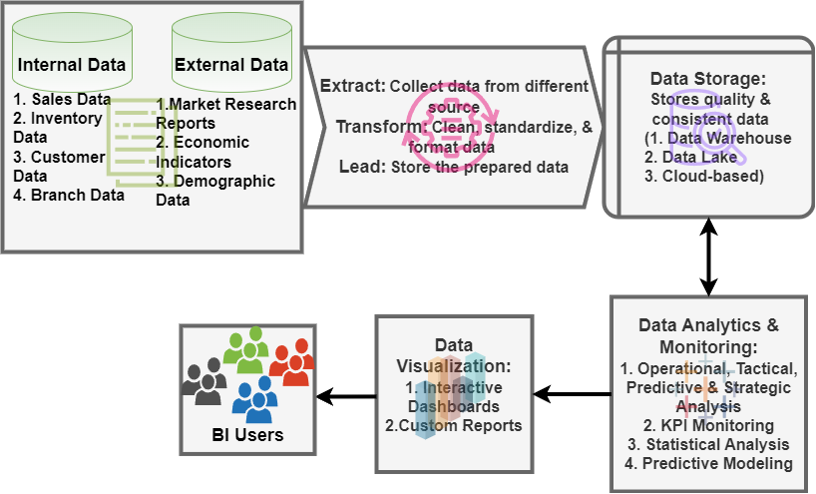 Internal Data
1. Sales Data
2. Inventory
Data
3. Customer
Data
4. Branch Data
External Data
1.Market Research
Reports
2. Economic
Indicators
3. Demographic
Data
Extract: Collect data from different
source
Transform: Clean, standardize, &
format data
Lead: Store the prepared data
Data Storage:
Stores quality &
consistent data
(1. Data Warehouse
2. Data Lake
3. Cloud-based)
Data Analytics &
Monitoring:
1. Operational, Tactical,
Predictive & Strategic
Analysis
2. KPI Monitoring
3. Statistical Analysis
4. Predictive Modeling
Data
Visualization:
1. Interactive
Dashboards
2.Custom Reports
BI Users